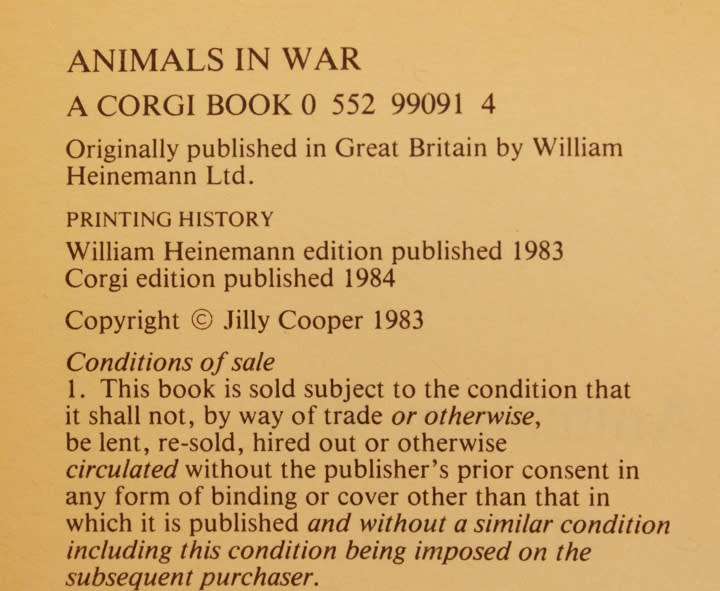 ANIMALS IN WAR
A CORGI BOOK 0 552 99091 4
Originally published in Great Britain by William
Heinemann Ltd.
PRINTING HISTORY
William Heinemann edition published 1983
Corgi edition published 1984
Copyright © Jilly Cooper 1983
Conditions of sale
1. This book is sold subject to the condition that
it shall not, by way of trade or otherwise,
be lent, re-sold, hired out or otherwise
circulated without the publisher's prior consent in
any form of binding or cover other than that in
which it is published and without a similar condition
including this condition being imposed on the
subsequent purchaser.